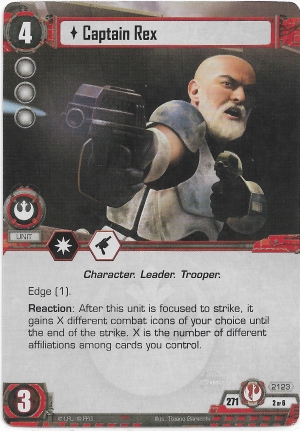 4
Captain Rex
UNIT
Character. Leader. Trooper.
Edge (1).
Reaction: After this unit is focused to strike, it
gains X different combat icons of your choice
until the end of the strike. X is the number of
different affiliations among cards you control.
3
271
2123
2 of 6